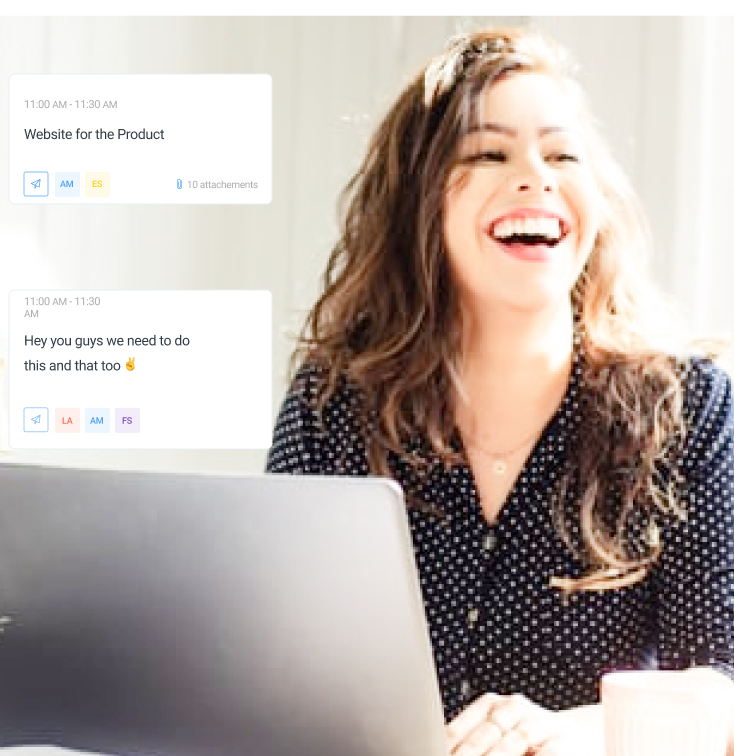 11:00 AM - 11:30 AM
Website for the Product
AM ES 10 attachements
11:00 AM - 11:30
AM
Hey you guys we need to do
this and that too ✌️
LA AM FS